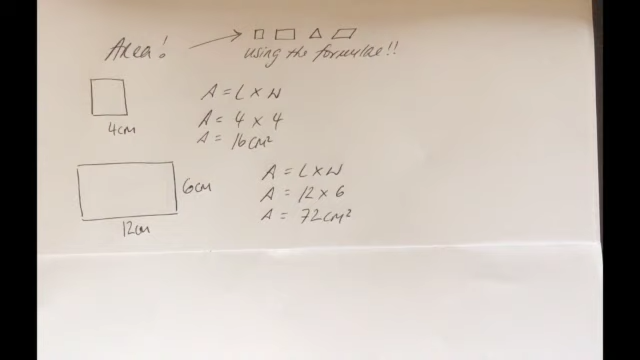 Area!
using the formulae!!
4cm
A = L x W
A = 4 x 4
A = 16cm²
6cm
12cm
A = L x W
A = 12 x 6
A = 72cm²